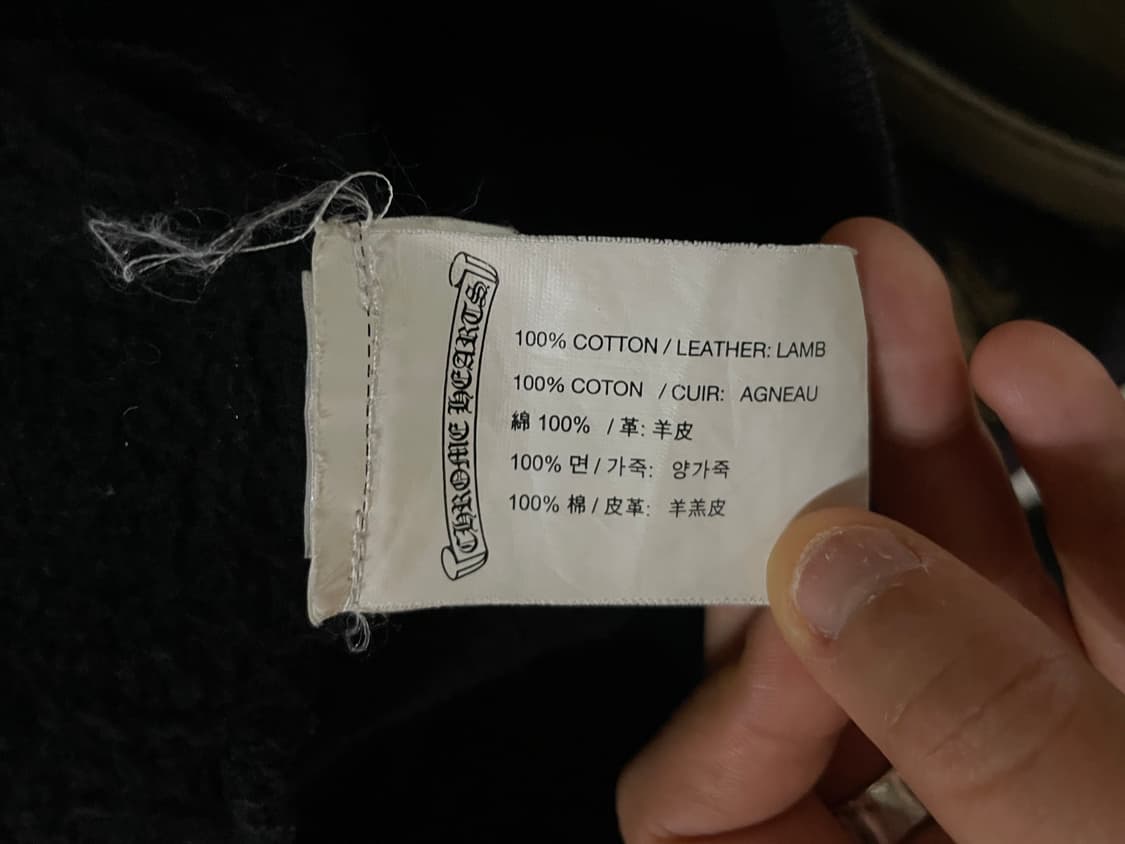 CHROME HEARTS
100% COTTON / LEATHER: LAMB
100% COTON / CUIR: AGNEAU
綿 100% / 革: 羊皮
100% 면 / 가죽: 양가죽
100% 棉 / 皮革: 羊羔皮